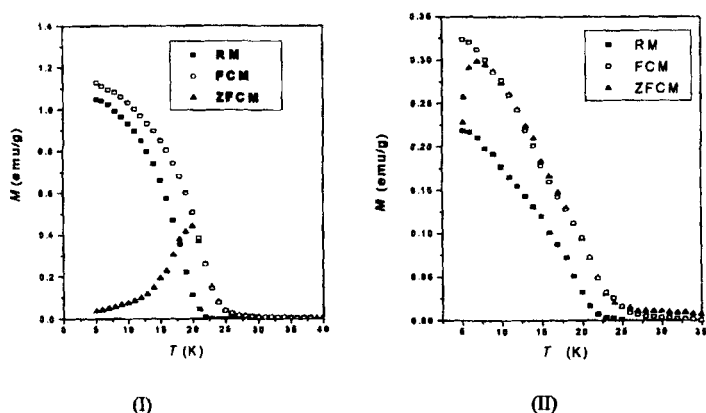 1.4
1.2
1.0
0.8
0.6
0.4
0.2
0.0
M (emu/g)
RM
FCM
ZFCM
0 5 10 15 20 25 30 35 40
T (K)
(I)
0.35
0.30
0.25
0.20
0.15
0.10
0.05
0.00
M (emu/g)
RM
FCM
ZFCM
0 5 10 15 20 25 30 35
T (K)
(II)